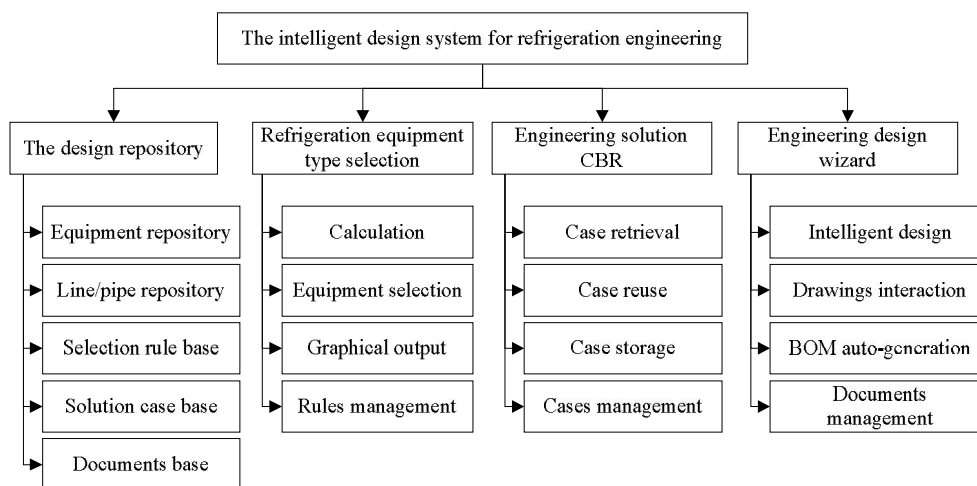 The intelligent design system for refrigeration engineering
The design repository
Equipment repository
Line/pipe repository
Selection rule base
Solution case base
Documents base
Refrigeration equipment
type selection
Calculation
Equipment selection
Graphical output
Rules management
Engineering solution
CBR
Case retrieval
Case reuse
Case storage
Cases management
Engineering design
wizard
Intelligent design
Drawings interaction
BOM auto-generation
Documents
management